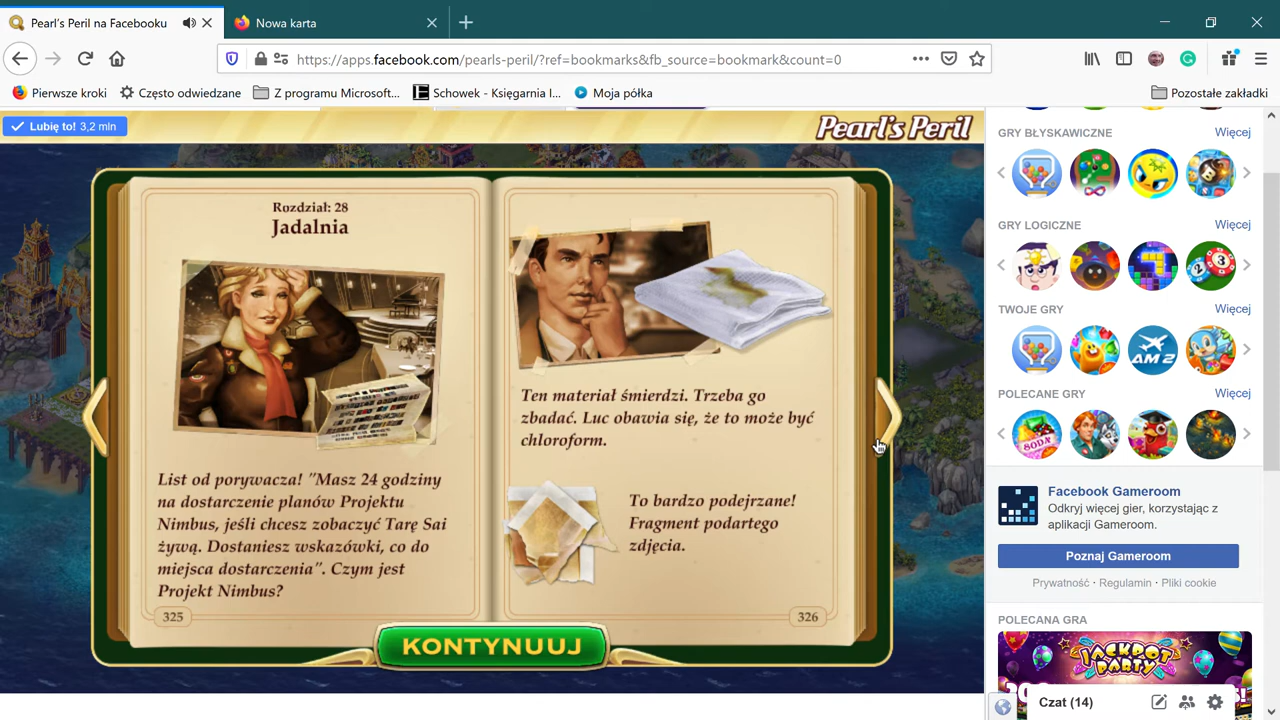 Pearl's Peril na Facebooku
Nowa karta
https://apps.facebook.com/pearls-peril/?ref=bookmarks&fb_source=bookmark&count=0
Pierwsze kroki
Często odwiedzane
Z programu Microsoft...
Schowek - Księgarnia I...
Moja półka
Pozostałe zakładki
Lubię to! 3,2 mln
Pearl's Peril
Rozdział: 28
Jadalnia
List od porywacza! "Masz 24 godziny
na dostarczenie planów Projektu
Nimbus, jeśli chcesz zobaczyć Tarę Sai
żywą. Dostaniesz wskazówki, co do
miejsca dostarczenia". Czym jest
Projekt Nimbus?
325
Ten materiał śmierdzi. Trzeba go
zbadać. Luc obawia się, że to może być
chloroform.
To bardzo podejrzane!
Fragment podartego
zdjęcia.
326
KONTYNUUJ
GRY BŁYSKAWICZNE
Więcej
GRY LOGICZNE
Więcej
2
3
TWOJE GRY
Więcej
AM2
POLECANE GRY
Więcej
SODA
Facebook Gameroom
Odkryj więcej gier, korzystając z
aplikacji Gameroom.
Poznaj Gameroom
Prywatność · Regulamin · Pliki cookie
POLECANA GRA
JACKPOT
PARTY
Czat (14)